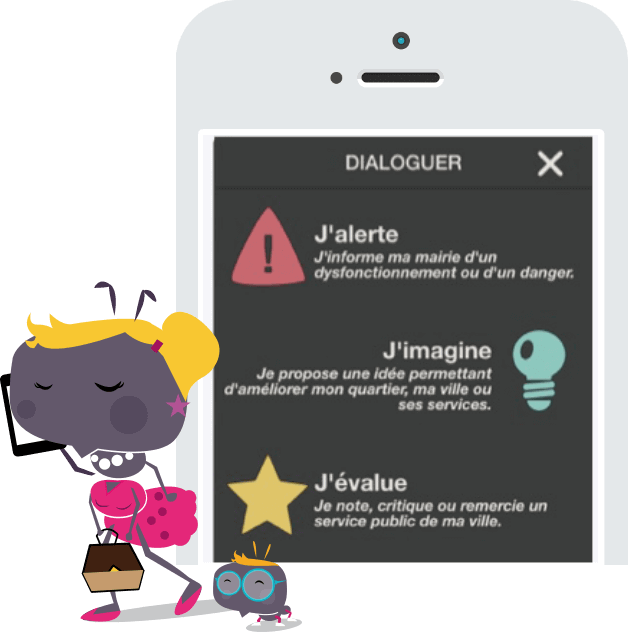 DIALOGUER
J'alerte
J'informe ma mairie d'un
dysfonctionnement ou d'un danger.
J'imagine
Je propose une idée permettant
d'améliorer mon quartier, ma ville ou
ses services.
J'évalue
Je note, critique ou remercie un
service public de ma ville.